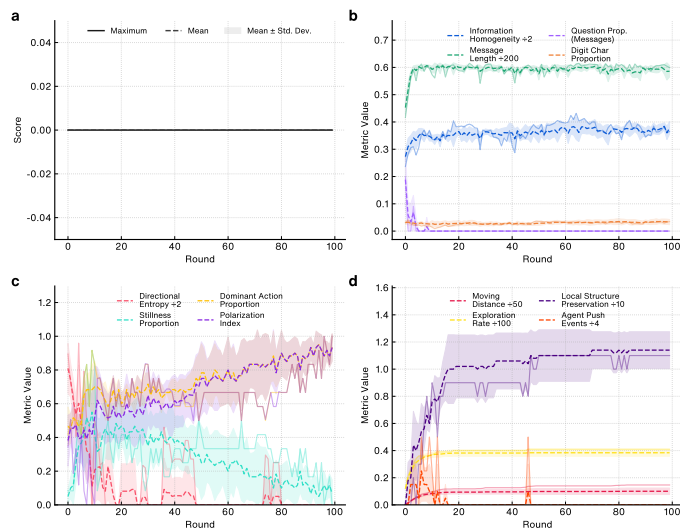 a
Maximum
Mean
Mean ± Std. Dev.
0.04
0.02
0.00
-0.02
-0.04
Score
0
20
40
60
80
100
Round
b
Information
Homogeneity ÷2
Message
Length ÷200
Question Prop.
(Messages)
Digit Char
Proportion
0.7
0.6
0.5
0.4
0.3
0.2
0.1
0.0
Metric Value
0
20
40
60
80
100
Round
c
Directional
Entropy ÷2
Stillness
Proportion
Dominant Action
Proportion
Polarization
Index
1.2
1.0
0.8
0.6
0.4
0.2
0.0
Metric Value
0
20
40
60
80
100
Round
d
Moving
Distance ÷50
Exploration
Rate ÷100
Local Structure
Preservation ÷10
Agent Push
Events ÷4
1.6
1.4
1.2
1.0
0.8
0.6
0.4
0.2
0.0
Metric Value
0
20
40
60
80
100
Round